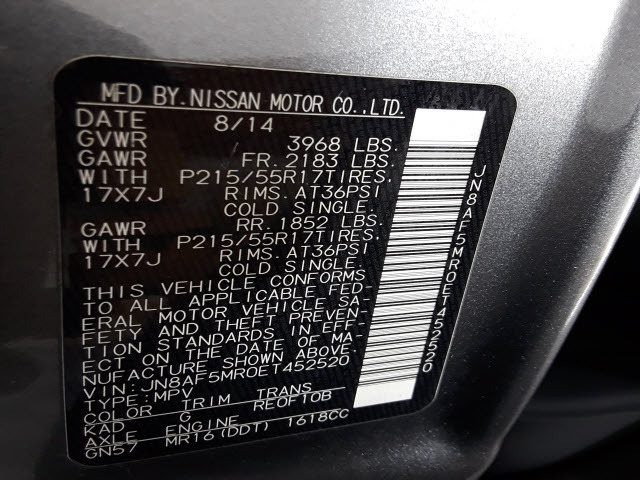 MFD BY.NISSAN MOTOR CO.,LTD.
DATE 8/14
GVWR 3968 LBS.
GAWR FR. 2183 LBS.
WITH P215/55R17TIRES.
17X7J RIMS. AT36PSI
COLD SINGLE.
GAWR RR. 1852 LBS.
WITH P215/55R17TIRES.
17X7J RIMS. AT36PSI
COLD SINGLE.
THIS VEHICLE CONFORMS
TO ALL APPLICABLE FED-
ERAL MOTOR VEHICLE SA-
FETY AND THEFT PREVEN-
TION STANDARDS IN EFF-
ECT ON THE DATE OF MA-
NUFACTURE SHOWN ABOVE.
VIN: JN8AF5MR0ET452520
TYPE: MPV
COLOR TRIM TRANS
KAD G RE0F10B
AXLE ENGINE
GN57 MR16(DDT) 1618CC
JN8AF5MR0ET452520